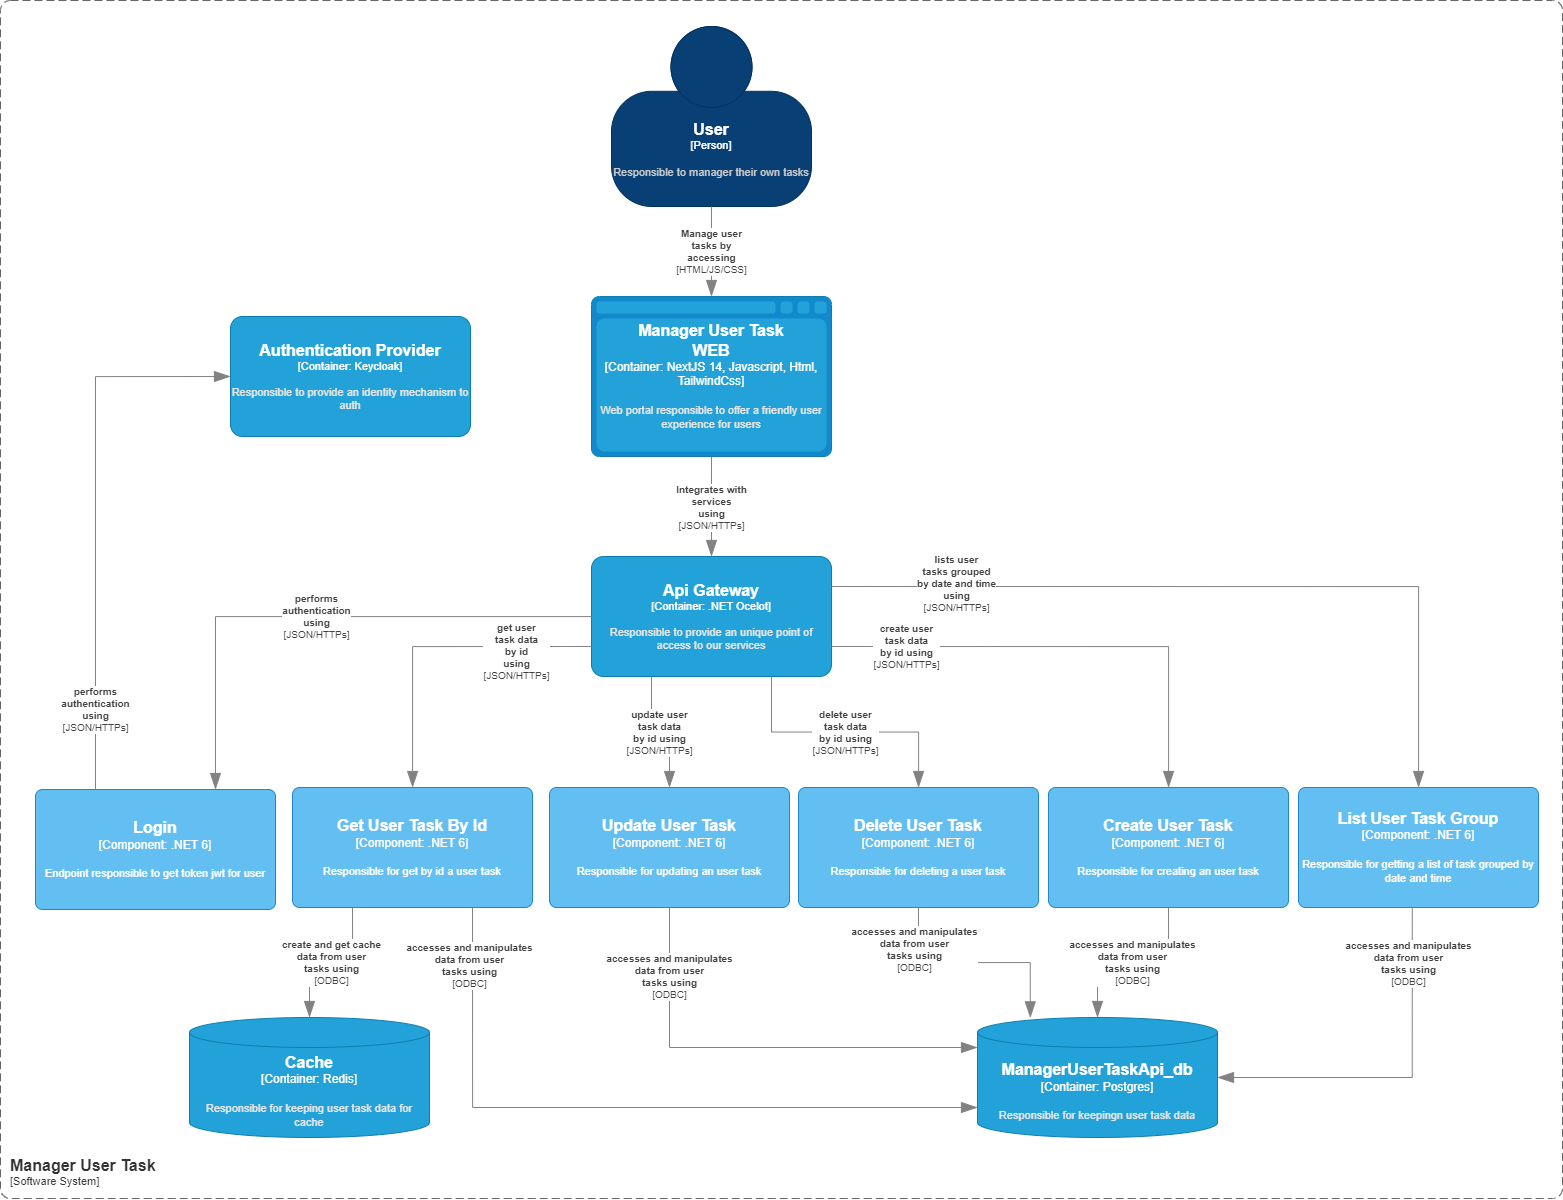 User
[Person]
Responsible to manager their own tasks
Manage user
tasks by
accessing
[HTML/JS/CSS]
Authentication Provider
[Container: Keycloak]
Responsible to provide an identity mechanism to
auth
Manager User Task
WEB
[Container: NextJS 14, Javascript, Html,
TailwindCss]
Web portal responsible to offer a friendly user
experience for users
Integrates with
services
using
[JSON/HTTPs]
Api Gateway
[Container: .NET Ocelot]
Responsible to provide an unique point of
access to our services
lists user
tasks grouped
by date and time
using
[JSON/HTTPs]
performs
authentication
using
[JSON/HTTPs]
get user
task data
by id
using
[JSON/HTTPs]
create user
task data
by id using
[JSON/HTTPs]
performs
authentication
using
[JSON/HTTPs]
update user
task data
by id using
[JSON/HTTPs]
delete user
task data
by id using
[JSON/HTTPs]
Login
[Component: .NET 6]
Endpoint responsible to get token jwt for user
Get User Task By Id
[Component: .NET 6]
Responsible for get by id a user task
Update User Task
[Component: .NET 6]
Responsible for updating an user task
Delete User Task
[Component: .NET 6]
Responsible for deleting a user task
Create User Task
[Component: .NET 6]
Responsible for creating an user task
List User Task Group
[Component: .NET 6]
Responsible for getting a list of task grouped by
date and time
create and get cache
data from user
tasks using
[ODBC]
accesses and manipulates
data from user
tasks using
[ODBC]
accesses and manipulates
data from user
tasks using
[ODBC]
accesses and manipulates
data from user
tasks using
[ODBC]
accesses and manipulates
data from user
tasks using
[ODBC]
accesses and manipulates
data from user
tasks using
[ODBC]
Cache
[Container: Redis]
Responsible for keeping user task data for
cache
ManagerUserTaskApi_db
[Container: Postgres]
Responsible for keepingn user task data
Manager User Task
[Software System]